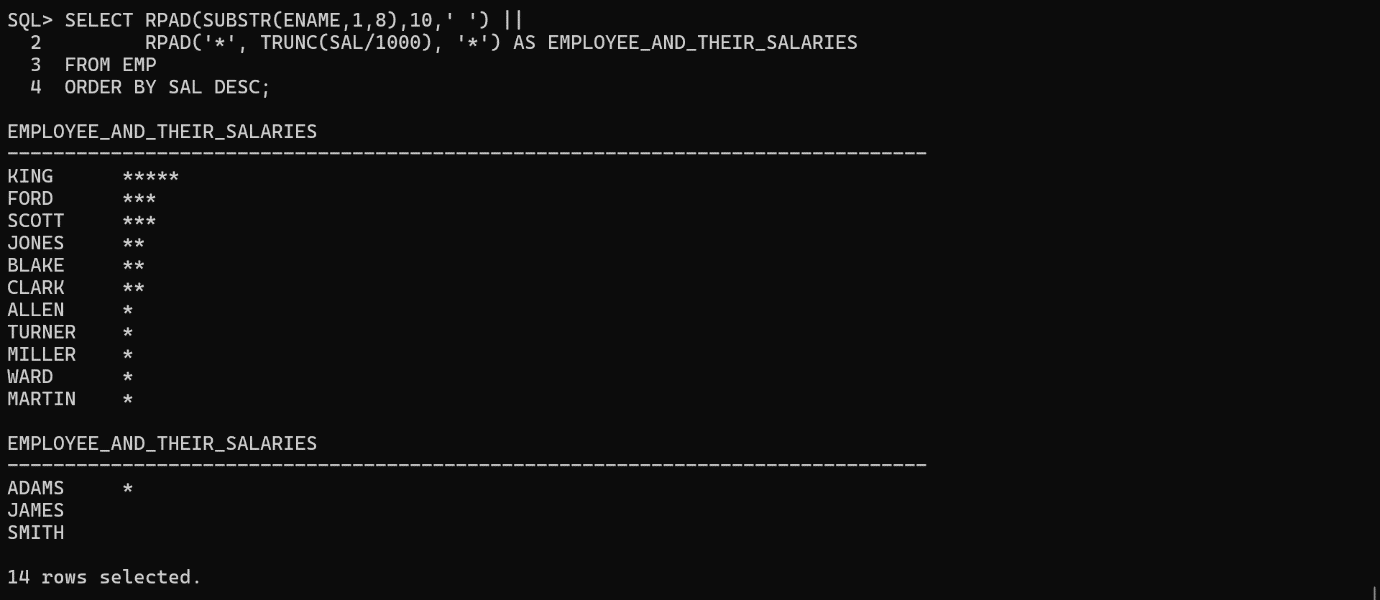 SQL> SELECT RPAD(SUBSTR(ENAME,1,8),10,' ') ||
  2         RPAD('*', TRUNC(SAL/1000), '*') AS EMPLOYEE_AND_THEIR_SALARIES
  3  FROM EMP
  4  ORDER BY SAL DESC;

EMPLOYEE_AND_THEIR_SALARIES
--------------------------------------------------------------------------------
KING      *****
FORD      ***
SCOTT     ***
JONES     **
BLAKE     **
CLARK     **
ALLEN     *
TURNER    *
MILLER    *
WARD      *
MARTIN    *

EMPLOYEE_AND_THEIR_SALARIES
--------------------------------------------------------------------------------
ADAMS     *
JAMES
SMITH

14 rows selected.